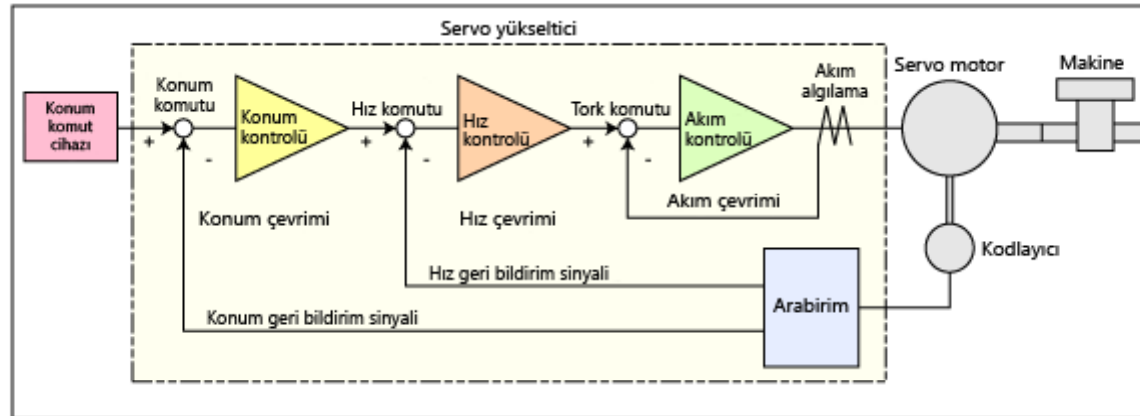 Servo yükseltici
Konum
komut
cihazı
Konum
komutu
+
-
Konum
kontrolü
Hız komutu
+
-
Hız
kontrolü
Tork komutu
+
-
Akım
kontrolü
Akım
algılama
Servo motor
Makine
Konum çevrimi
Hız çevrimi
Akım çevrimi
Kodlayıcı
Hız geri bildirim sinyali
Arabirim
Konum geri bildirim sinyali